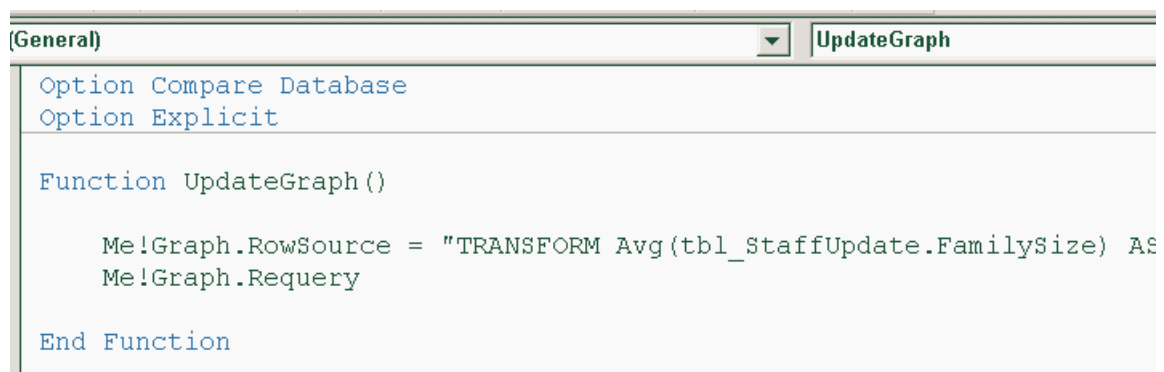 (General) UpdateGraph
Option Compare Database
Option Explicit
Function UpdateGraph()
Me!Graph.RowSource = "TRANSFORM Avg(tbl_StaffUpdate.FamilySize) AS
Me!Graph.Requery
End Function